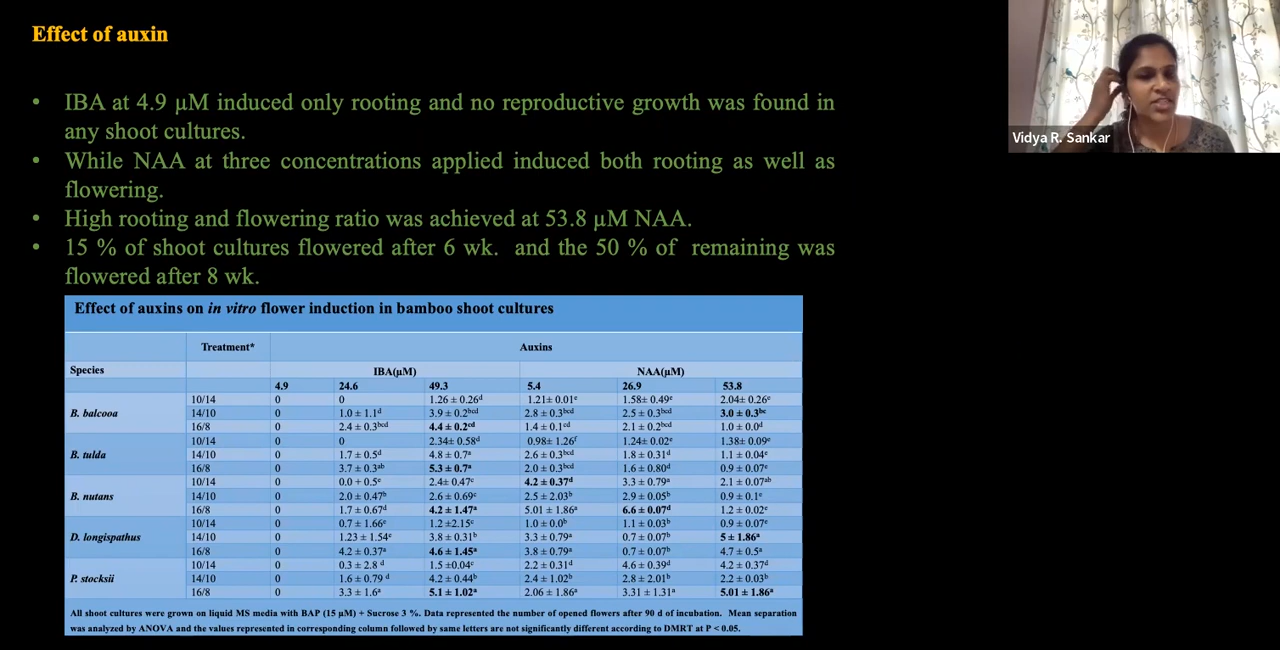 Effect of auxin
• IBA at 4.9 µM induced only rooting and no reproductive growth was found in
any shoot cultures.
• While NAA at three concentrations applied induced both rooting as well as
flowering.
• High rooting and flowering ratio was achieved at 53.8 µM NAA.
• 15 % of shoot cultures flowered after 6 wk. and the 50 % of remaining was
flowered after 8 wk.
Vidya R. Sankar
Effect of auxins on in vitro flower induction in bamboo shoot cultures
Treatment* Auxins
Species IBA(µM) NAA(µM)
4.9 24.6 49.3 5.4 26.9 53.8
10/14 0 0 1.26 ± 0.26ᵈ 1.21± 0.01ᵉ 1.58± 0.49ᵉ 2.04± 0.26ᵉ
B. balcooa 14/10 0 1.0 ± 1.1ᵈ 3.9 ± 0.2ᵇᶜᵈ 2.8 ± 0.3ᵇᶜᵈ 2.5 ± 0.3ᵇᶜᵈ 3.0 ± 0.3ᵇᶜ
16/8 0 2.4 ± 0.3ᵇᶜᵈ 4.4 ± 0.2ᶜᵈ 1.4 ± 0.1ᶜᵈ 2.1 ± 0.2ᵇᶜᵈ 1.0 ± 0.0ᵈ
10/14 0 0 2.34± 0.58ᵈ 0.98± 1.26ᶠ 1.24± 0.02ᵉ 1.38± 0.09ᵉ
B. tulda 14/10 0 1.7 ± 0.5ᵈ 4.8 ± 0.7ᵃ 2.6 ± 0.3ᵇᶜᵈ 1.8 ± 0.31ᵈ 1.1 ± 0.04ᵉ
16/8 0 3.7 ± 0.3ᵃᵇ 5.3 ± 0.7ᵃ 2.0 ± 0.3ᵇᶜᵈ 1.6 ± 0.80ᵈ 0.9 ± 0.07ᵉ
10/14 0 0.0 + 0.5ᵉ 2.4± 0.47ᶜ 4.2 ± 0.37ᵈ 3.3 ± 0.79ᵃ 2.1 ± 0.07ᵃᵇ
B. nutans 14/10 0 2.0 ± 0.47ᵇ 2.6 ± 0.69ᶜ 2.5 ± 2.03ᵇ 2.9 ± 0.05ᵇ 0.9 ± 0.1ᵉ
16/8 0 1.7 ± 0.67ᵈ 4.2 ± 1.47ᵃ 5.01 ± 1.86ᵃ 6.6 ± 0.07ᵈ 1.2 ± 0.02ᵉ
10/14 0 0.7 ± 1.66ᵉ 1.2 ±2.15ᶜ 1.0 ± 0.0ᵇ 1.1 ± 0.03ᵇ 0.9 ± 0.07ᵉ
D. longispathus 14/10 0 1.23 ± 1.54ᵉ 3.8 ± 0.31ᵇ 3.3 ± 0.79ᵃ 0.7 ± 0.07ᵇ 5 ± 1.86ᵃ
16/8 0 4.2 ± 0.37ᵃ 4.6 ± 1.45ᵃ 3.8 ± 0.79ᵃ 0.7 ± 0.07ᵇ 4.7 ± 0.5ᵃ
10/14 0 0.3 ± 2.8 ᵈ 1.5 ±0.04ᶜ 2.2 ± 0.31ᵈ 4.6 ± 0.39ᵈ 4.2 ± 0.37ᵈ
P. stocksii 14/10 0 1.6 ± 0.79 ᵈ 4.2 ± 0.44ᵇ 2.4 ± 1.02ᵇ 2.8 ± 2.01ᵇ 2.2 ± 0.03ᵇ
16/8 0 3.3 ± 1.6ᵃ 5.1 ± 1.02ᵃ 2.06 ± 1.86ᵃ 3.31 ± 1.31ᵃ 5.01 ± 1.86ᵃ
All shoot cultures were grown on liquid MS media with BAP (15 µM) + Sucrose 3 %. Data represented the number of opened flowers after 90 d of incubation. Mean separation
was analyzed by ANOVA and the values represented in corresponding column followed by same letters are not significantly different according to DMRT at P < 0.05.